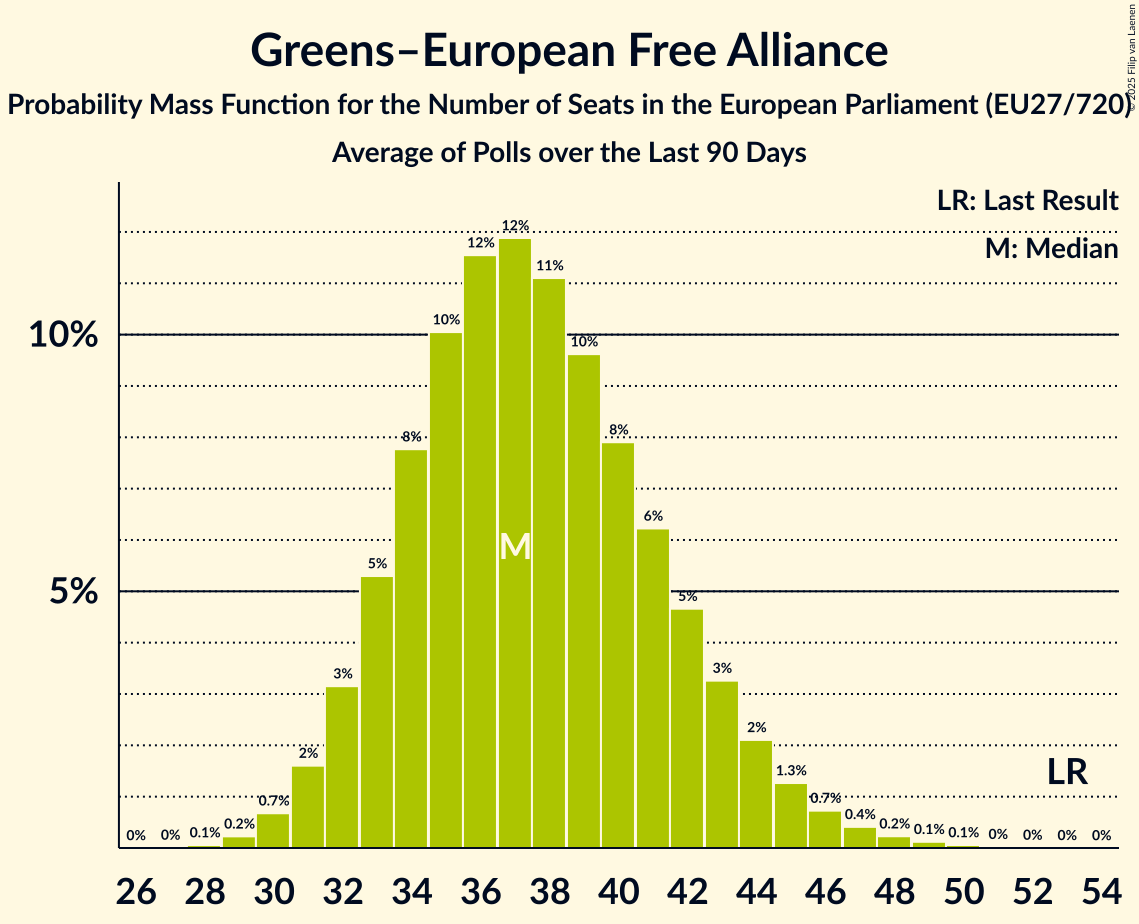 Greens–European Free Alliance
Probability Mass Function for the Number of Seats in the European Parliament (EU27/720)
Average of Polls over the Last 90 Days
© 2025 Filip van Laenen
LR: Last Result
M: Median
10%
5%
0% 0% 0.1% 0.2% 0.7% 2% 3% 5% 8% 10% 12% 12% 11% 10% 8% 6% 5% 3% 2% 1.3% 0.7% 0.4% 0.2% 0.1% 0.1% 0% 0% 0% 0%
M
LR
26 28 30 32 34 36 38 40 42 44 46 48 50 52 54